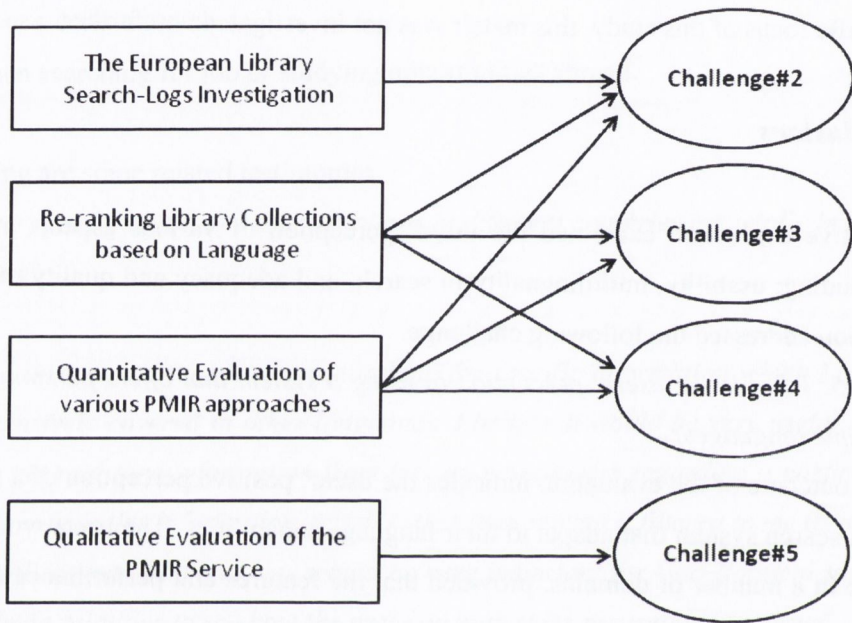 The European Library
Search-Logs Investigation
Challenge#2
Re-ranking Library Collections
based on Language
Challenge#3
Quantitative Evaluation of
various PMIR approaches
Challenge#4
Qualitative Evaluation of the
PMIR Service
Challenge#5